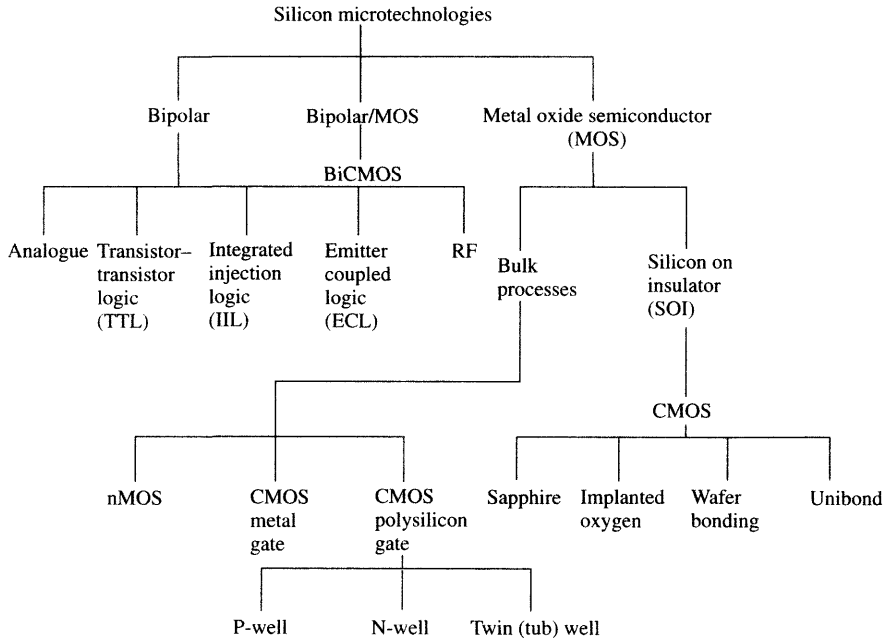 Silicon microtechnologies
Bipolar
Bipolar/MOS
Metal oxide semiconductor
(MOS)
BiCMOS
Analogue
Transistor–
transistor
logic
(TTL)
Integrated
injection
logic
(IIL)
Emitter
coupled
logic
(ECL)
RF
Bulk
processes
Silicon on
insulator
(SOI)
CMOS
nMOS
CMOS
metal
gate
CMOS
polysilicon
gate
Sapphire
Implanted
oxygen
Wafer
bonding
Unibond
P-well
N-well
Twin (tub) well